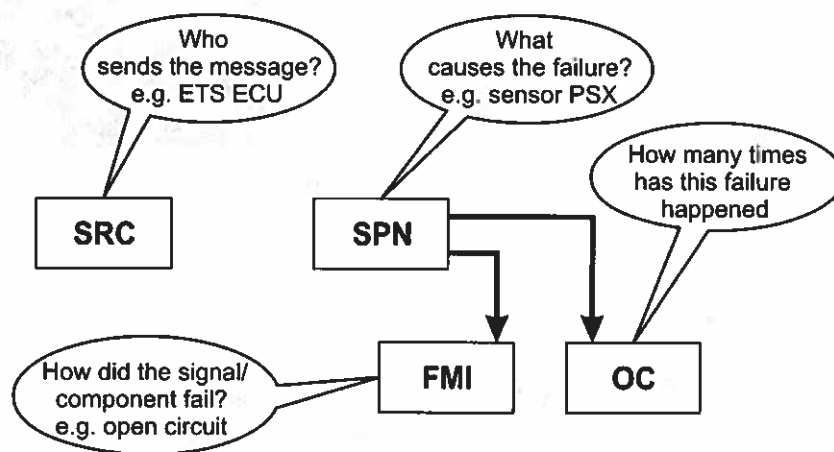 Who
sends the message?
e.g. ETS ECU
What
causes the failure?
e.g. sensor PSX
How many times
has this failure
happened
SRC
SPN
How did the signal/
component fail?
e.g. open circuit
FMI
OC